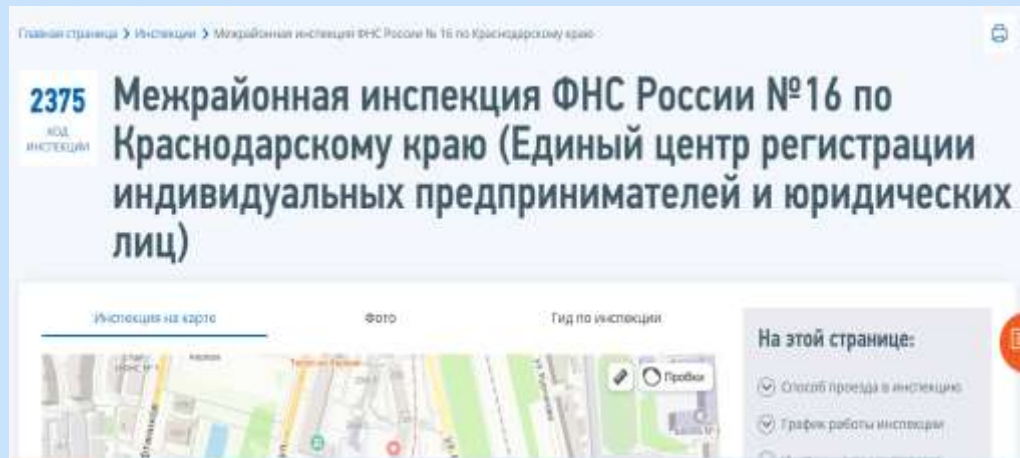 Главная страница > Инспекции > Межрайонная инспекция ФНС России № 16 по Краснодарскому краю
2375
КОД
ИНСПЕКЦИИ
Межрайонная инспекция ФНС России №16 по
Краснодарскому краю (Единый центр регистрации
индивидуальных предпринимателей и юридических
лиц)
Инспекция на карте
Фото
Гид по инспекции
Пробки
На этой странице:
Способ проезда в инспекцию
График работы инспекции